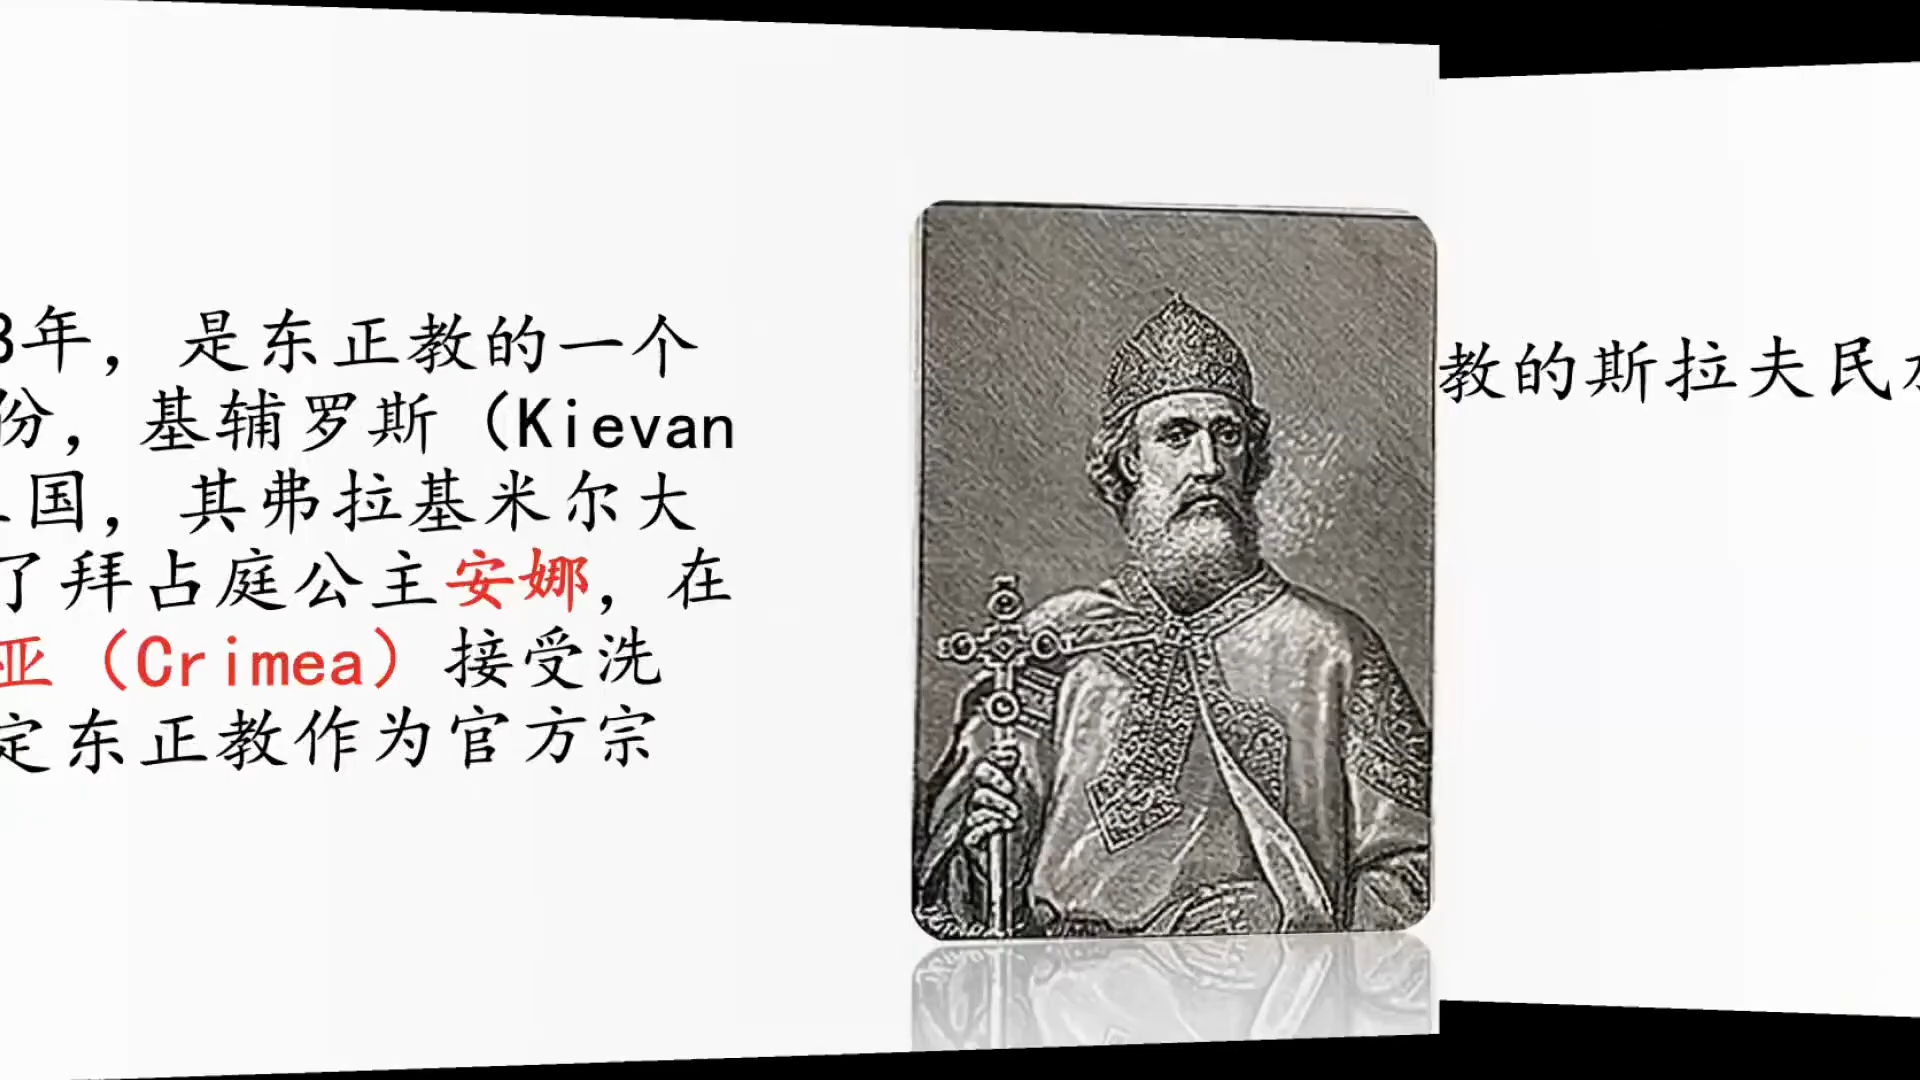 3年，是东正教的一个
份，基辅罗斯（Kievan
国，其弗拉基米尔大
了拜占庭公主安娜，在
亚（Crimea）接受洗
定东正教作为官方宗
教的斯拉夫民